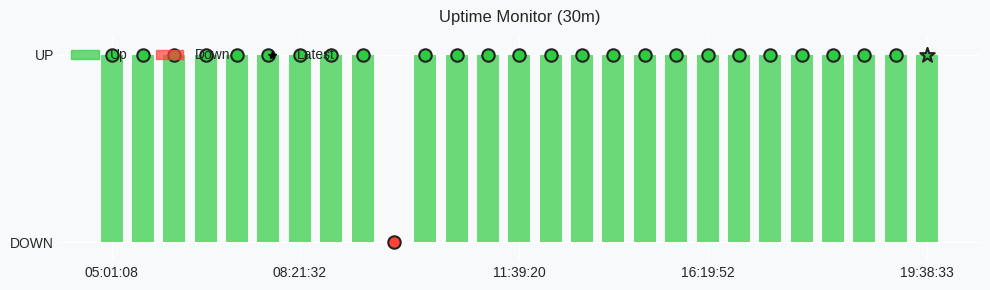 Uptime Monitor (30m)
UP
Up
Down
Latest
DOWN
05:01:08
08:21:32
11:39:20
16:19:52
19:38:33